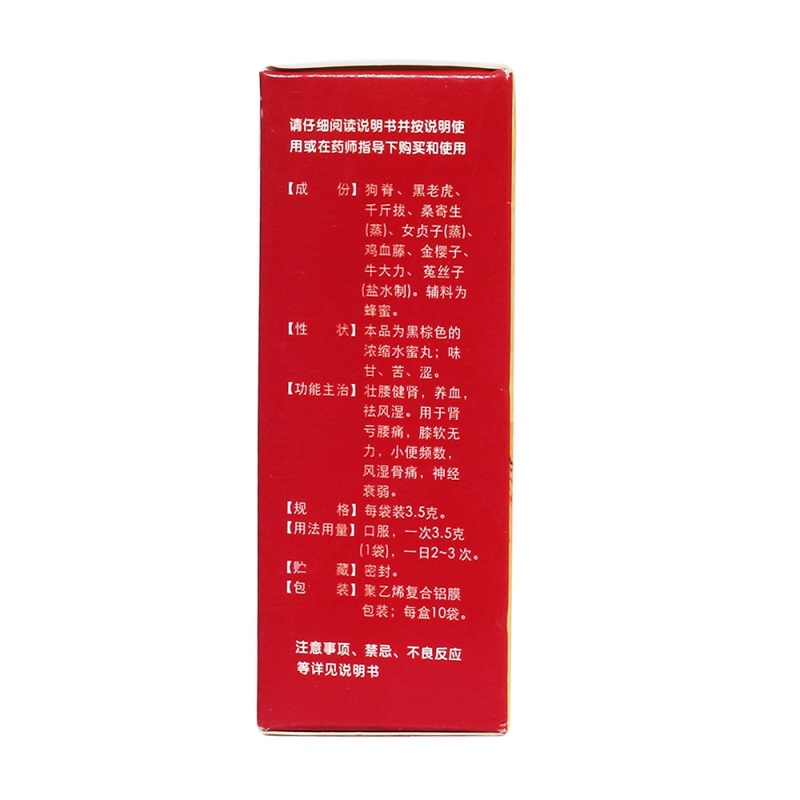 请仔细阅读说明书并按说明使
用或在药师指导下购买和使用
【成 份】狗脊、黑老虎、
千斤拔、桑寄生
(蒸)、女贞子(蒸)、
鸡血藤、金樱子、
牛大力、菟丝子
(盐水制)。辅料为
蜂蜜。
【性 状】本品为黑棕色的
浓缩水蜜丸；味
甘、苦、涩。
【功能主治】壮腰健肾，养血，
祛风湿。用于肾
亏腰痛，膝软无
力，小便频数，
风湿骨痛，神经
衰弱。
【规 格】每袋装3.5克。
【用法用量】口服，一次3.5克
(1袋)，一日2~3次。
【贮 藏】密封。
【包 装】聚乙烯复合铝膜
包装；每盒10袋。
注意事项、禁忌、不良反应
等详见说明书